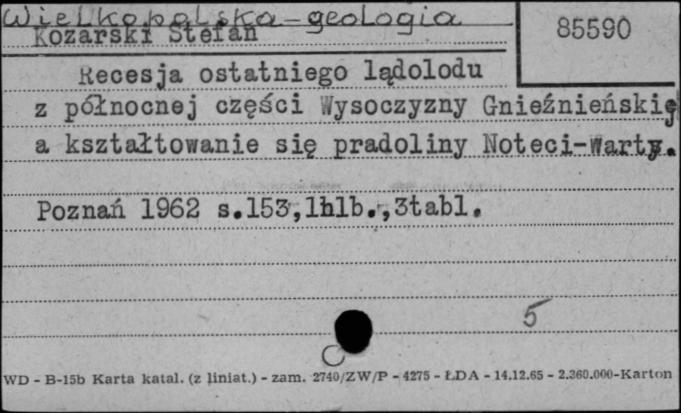 Wielkopolska - geologia
85590
Kozarski Stefan
Recesja ostatniego lądolodu
z północnej części Wysoczyzny Gnieźnieńskiej
a kształtowanie się pradoliny Noteci-Warty.
Poznań 1962 s.153,1hlb.,3tabl.
5
WD - B-15b Karta katal. (z liniat.) - zam. 2740/ZW/P - 4275 - ŁDA - 14.12.65 - 2.360.000-Karton